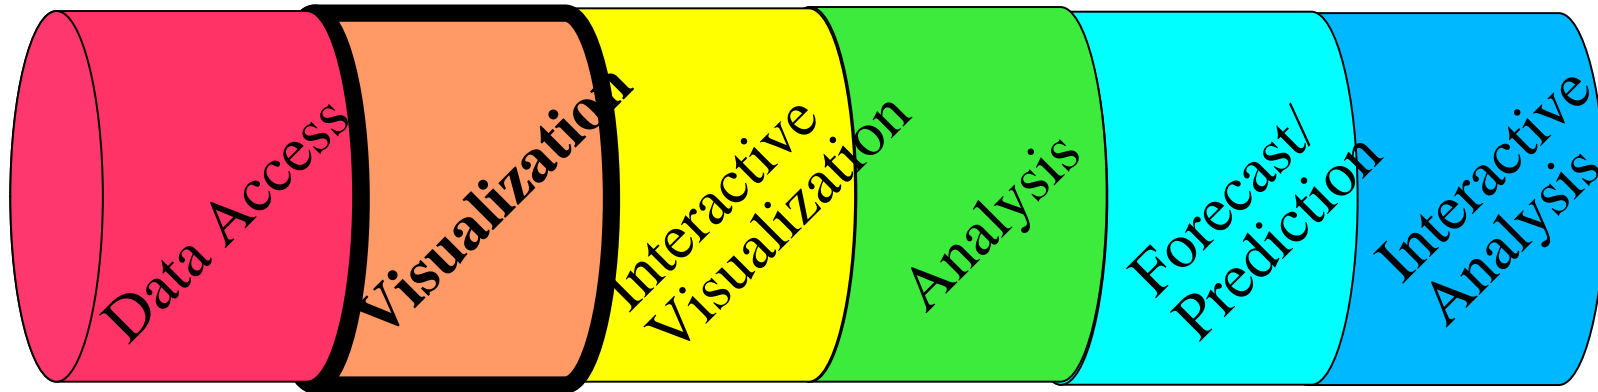 Data Access
Visualization
Interactive
Visualization
Analysis
Forecast/
Prediction
Interactive
Analysis